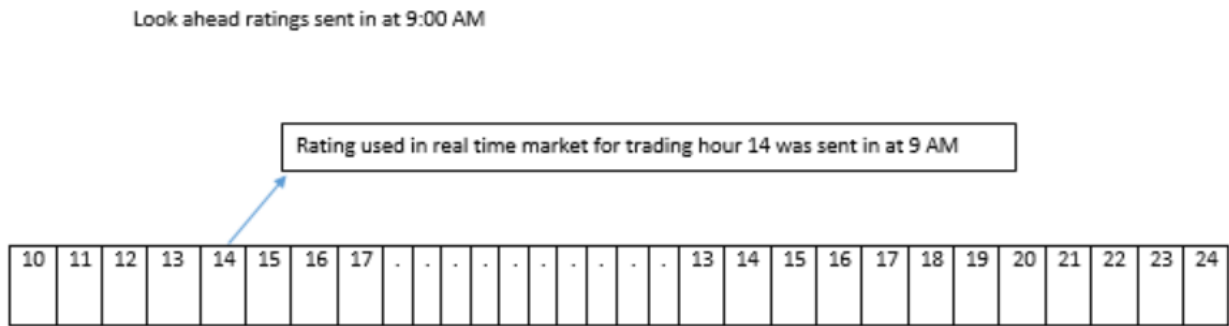 Look ahead ratings sent in at 9:00 AM
Rating used in real time market for trading hour 14 was sent in at 9 AM
10 11 12 13 14 15 16 17 . . . . . . . . . . 13 14 15 16 17 18 19 20 21 22 23 24